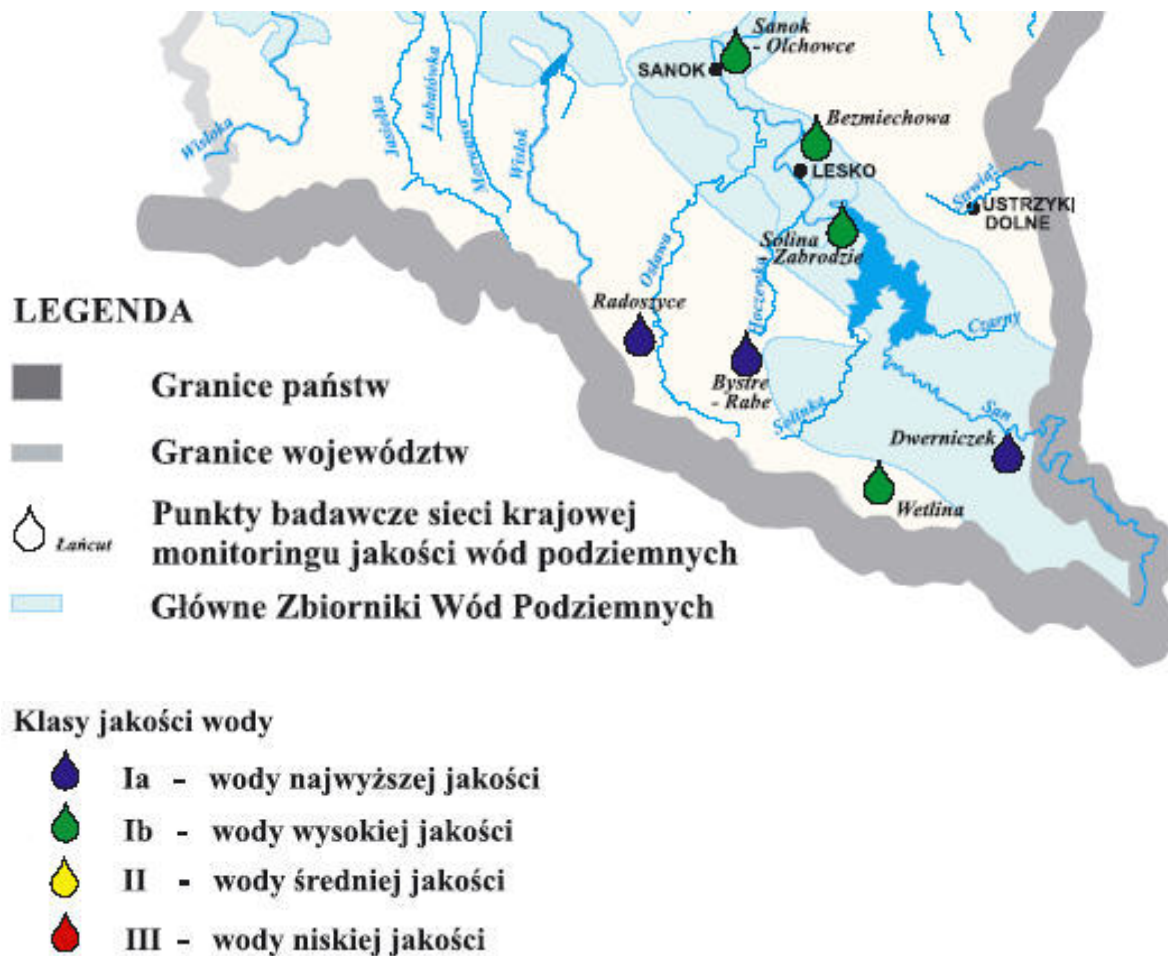 Sanok
- Olchowce
SANOK
Bezmiechowa
LESKO
Wisłoka
Jasiołka
Lubatówka
Morwawa
Wisłok
Strwiąż
USTRZYKI
DOLNE
Solina
Zabrodzie
Osława
Hoczewka
Radoszyce
Czarny
Bystre
- Rabe
Solinka
San
Dwerniczek
Wetlina
LEGENDA
Granice państw
Granice województw
Punkty badawcze sieci krajowej
Łańcut
monitoringu jakości wód podziemnych
Główne Zbiorniki Wód Podziemnych
Klasy jakości wody
Ia - wody najwyższej jakości
Ib - wody wysokiej jakości
II - wody średniej jakości
III - wody niskiej jakości